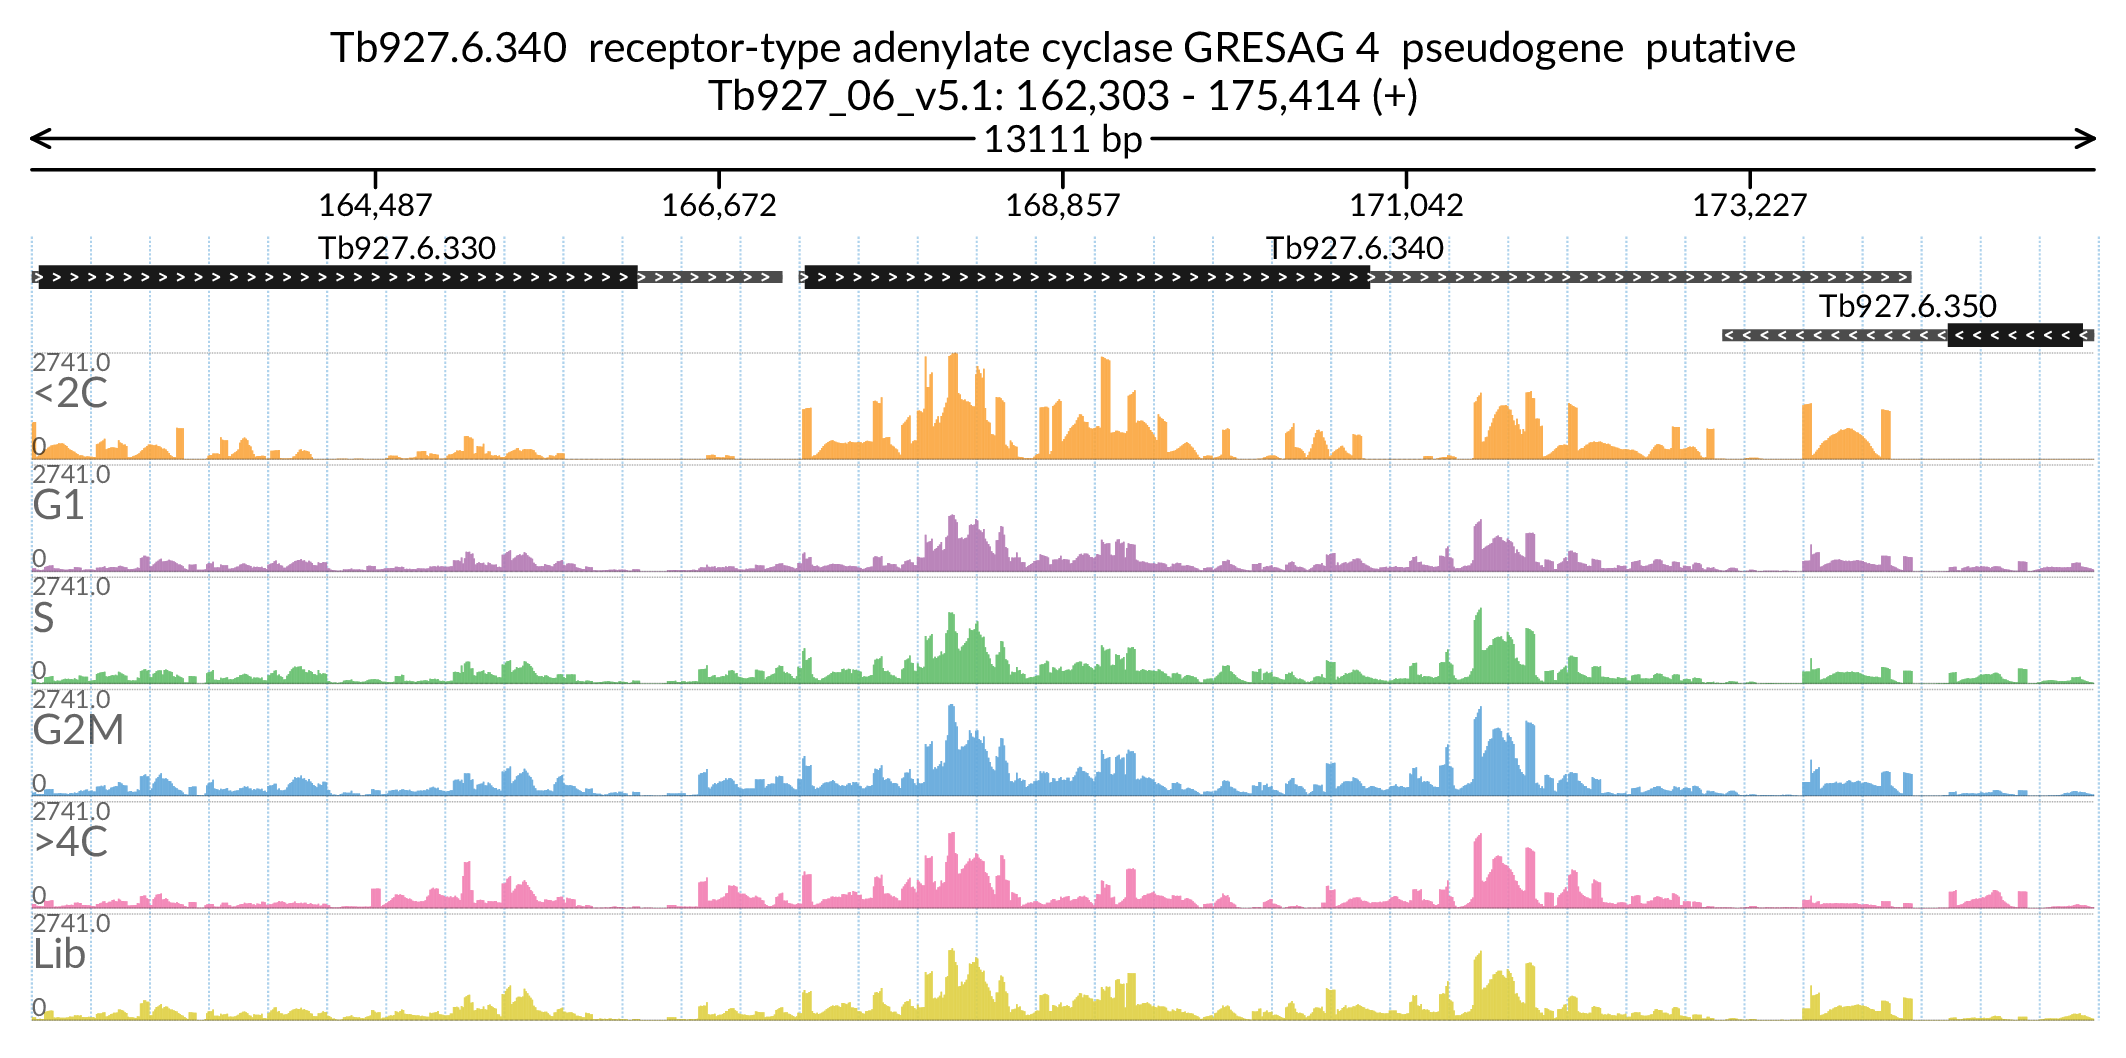 Tb927.6.340 receptor-type adenylate cyclase GRESAG 4 pseudogene putative
Tb927_06_v5.1: 162,303 - 175,414 (+)
13111 bp
164,487 166,672 168,857 171,042 173,227
Tb927.6.330 Tb927.6.340
Tb927.6.350
2741.0
<2C
0
2741.0
G1
0
2741.0
S
0
2741.0
G2M
0
2741.0
>4C
0
2741.0
Lib
0